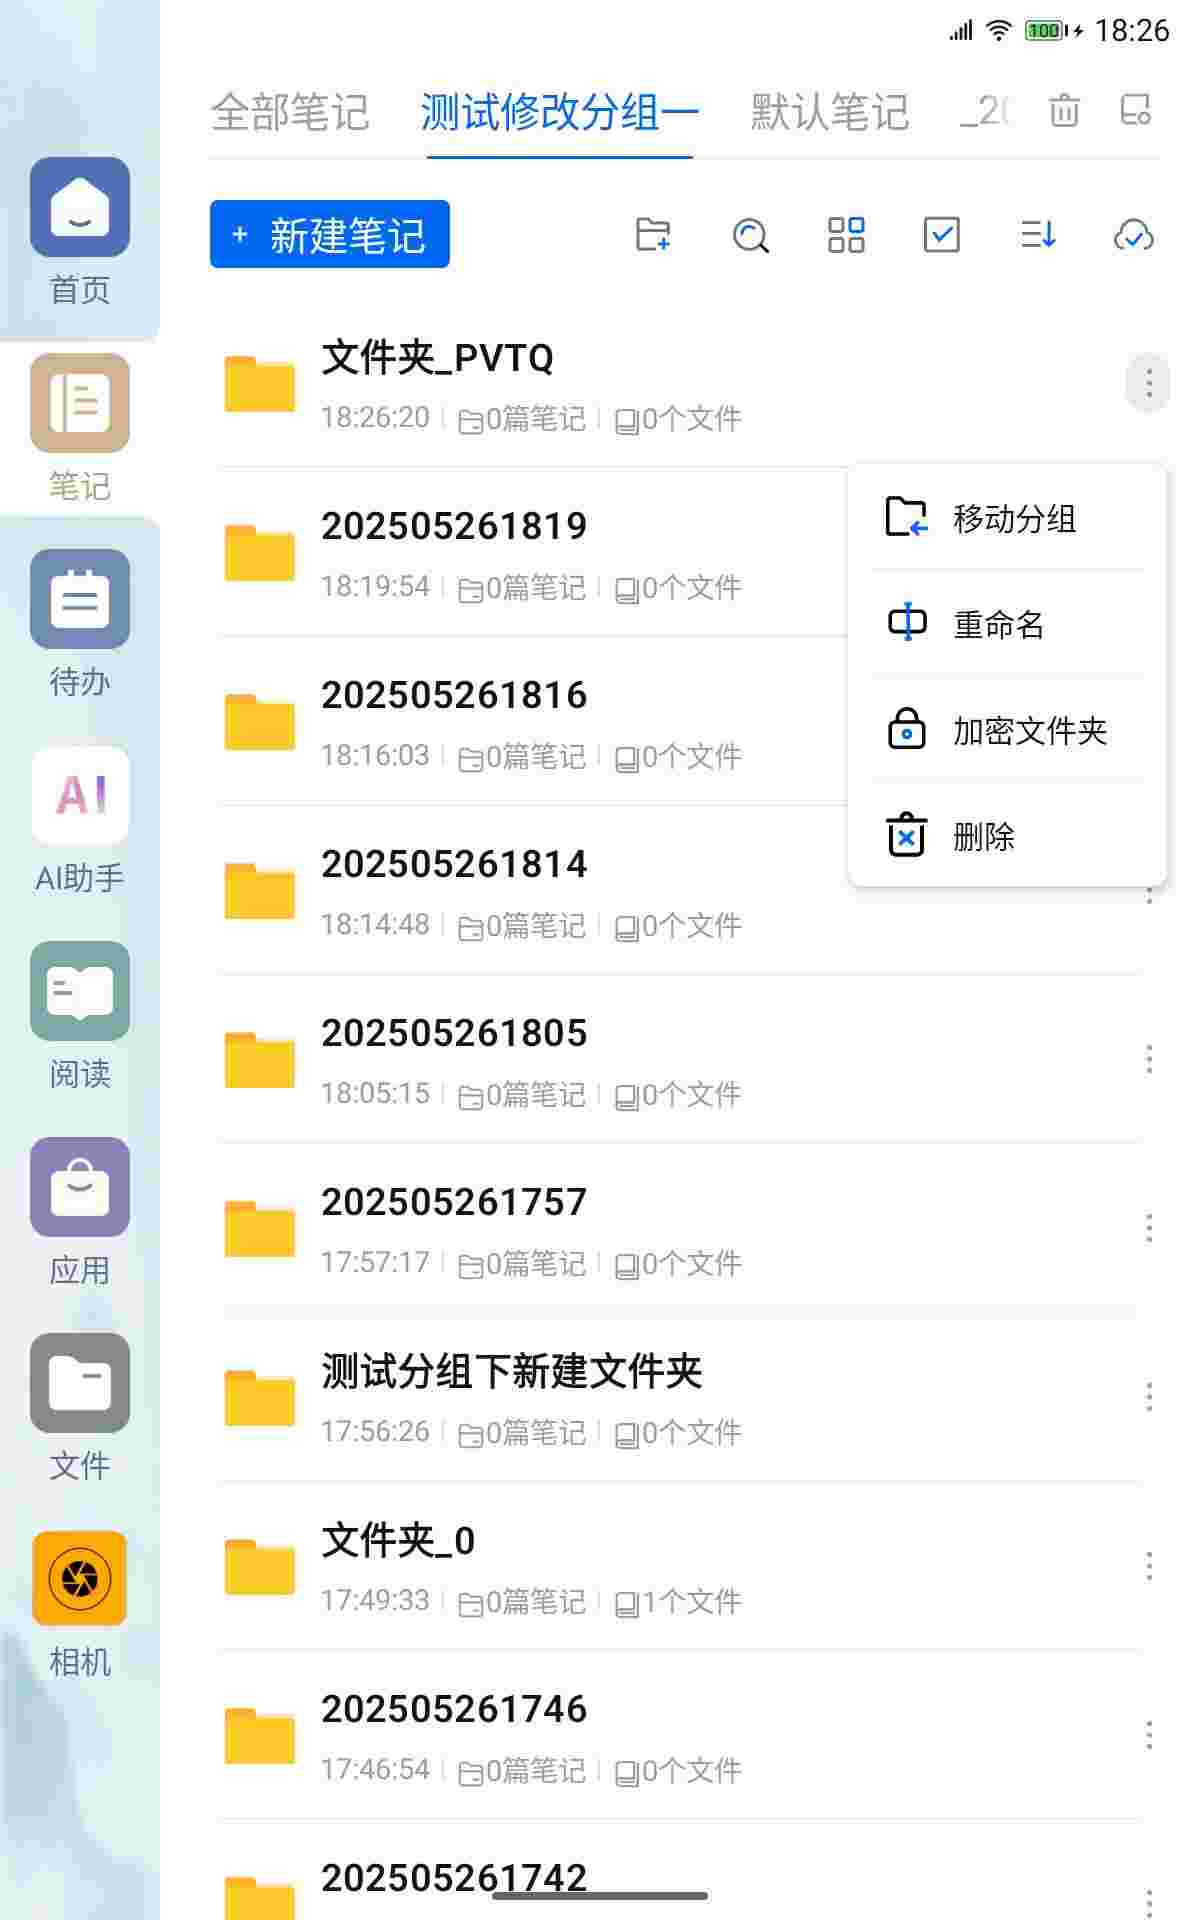 100 18:26
全部笔记 测试修改分组一 默认笔记 _20
+ 新建笔记
首页
笔记
待办
AI
AI助手
阅读
应用
文件
相机
文件夹_PVTQ
18:26:20 0篇笔记 0个文件
202505261819
18:19:54 0篇笔记 0个文件
202505261816
18:16:03 0篇笔记 0个文件
202505261814
18:14:48 0篇笔记 0个文件
202505261805
18:05:15 0篇笔记 0个文件
202505261757
17:57:17 0篇笔记 0个文件
测试分组下新建文件夹
17:56:26 0篇笔记 0个文件
文件夹_0
17:49:33 0篇笔记 1个文件
202505261746
17:46:54 0篇笔记 0个文件
202505261742
移动分组
重命名
加密文件夹
删除